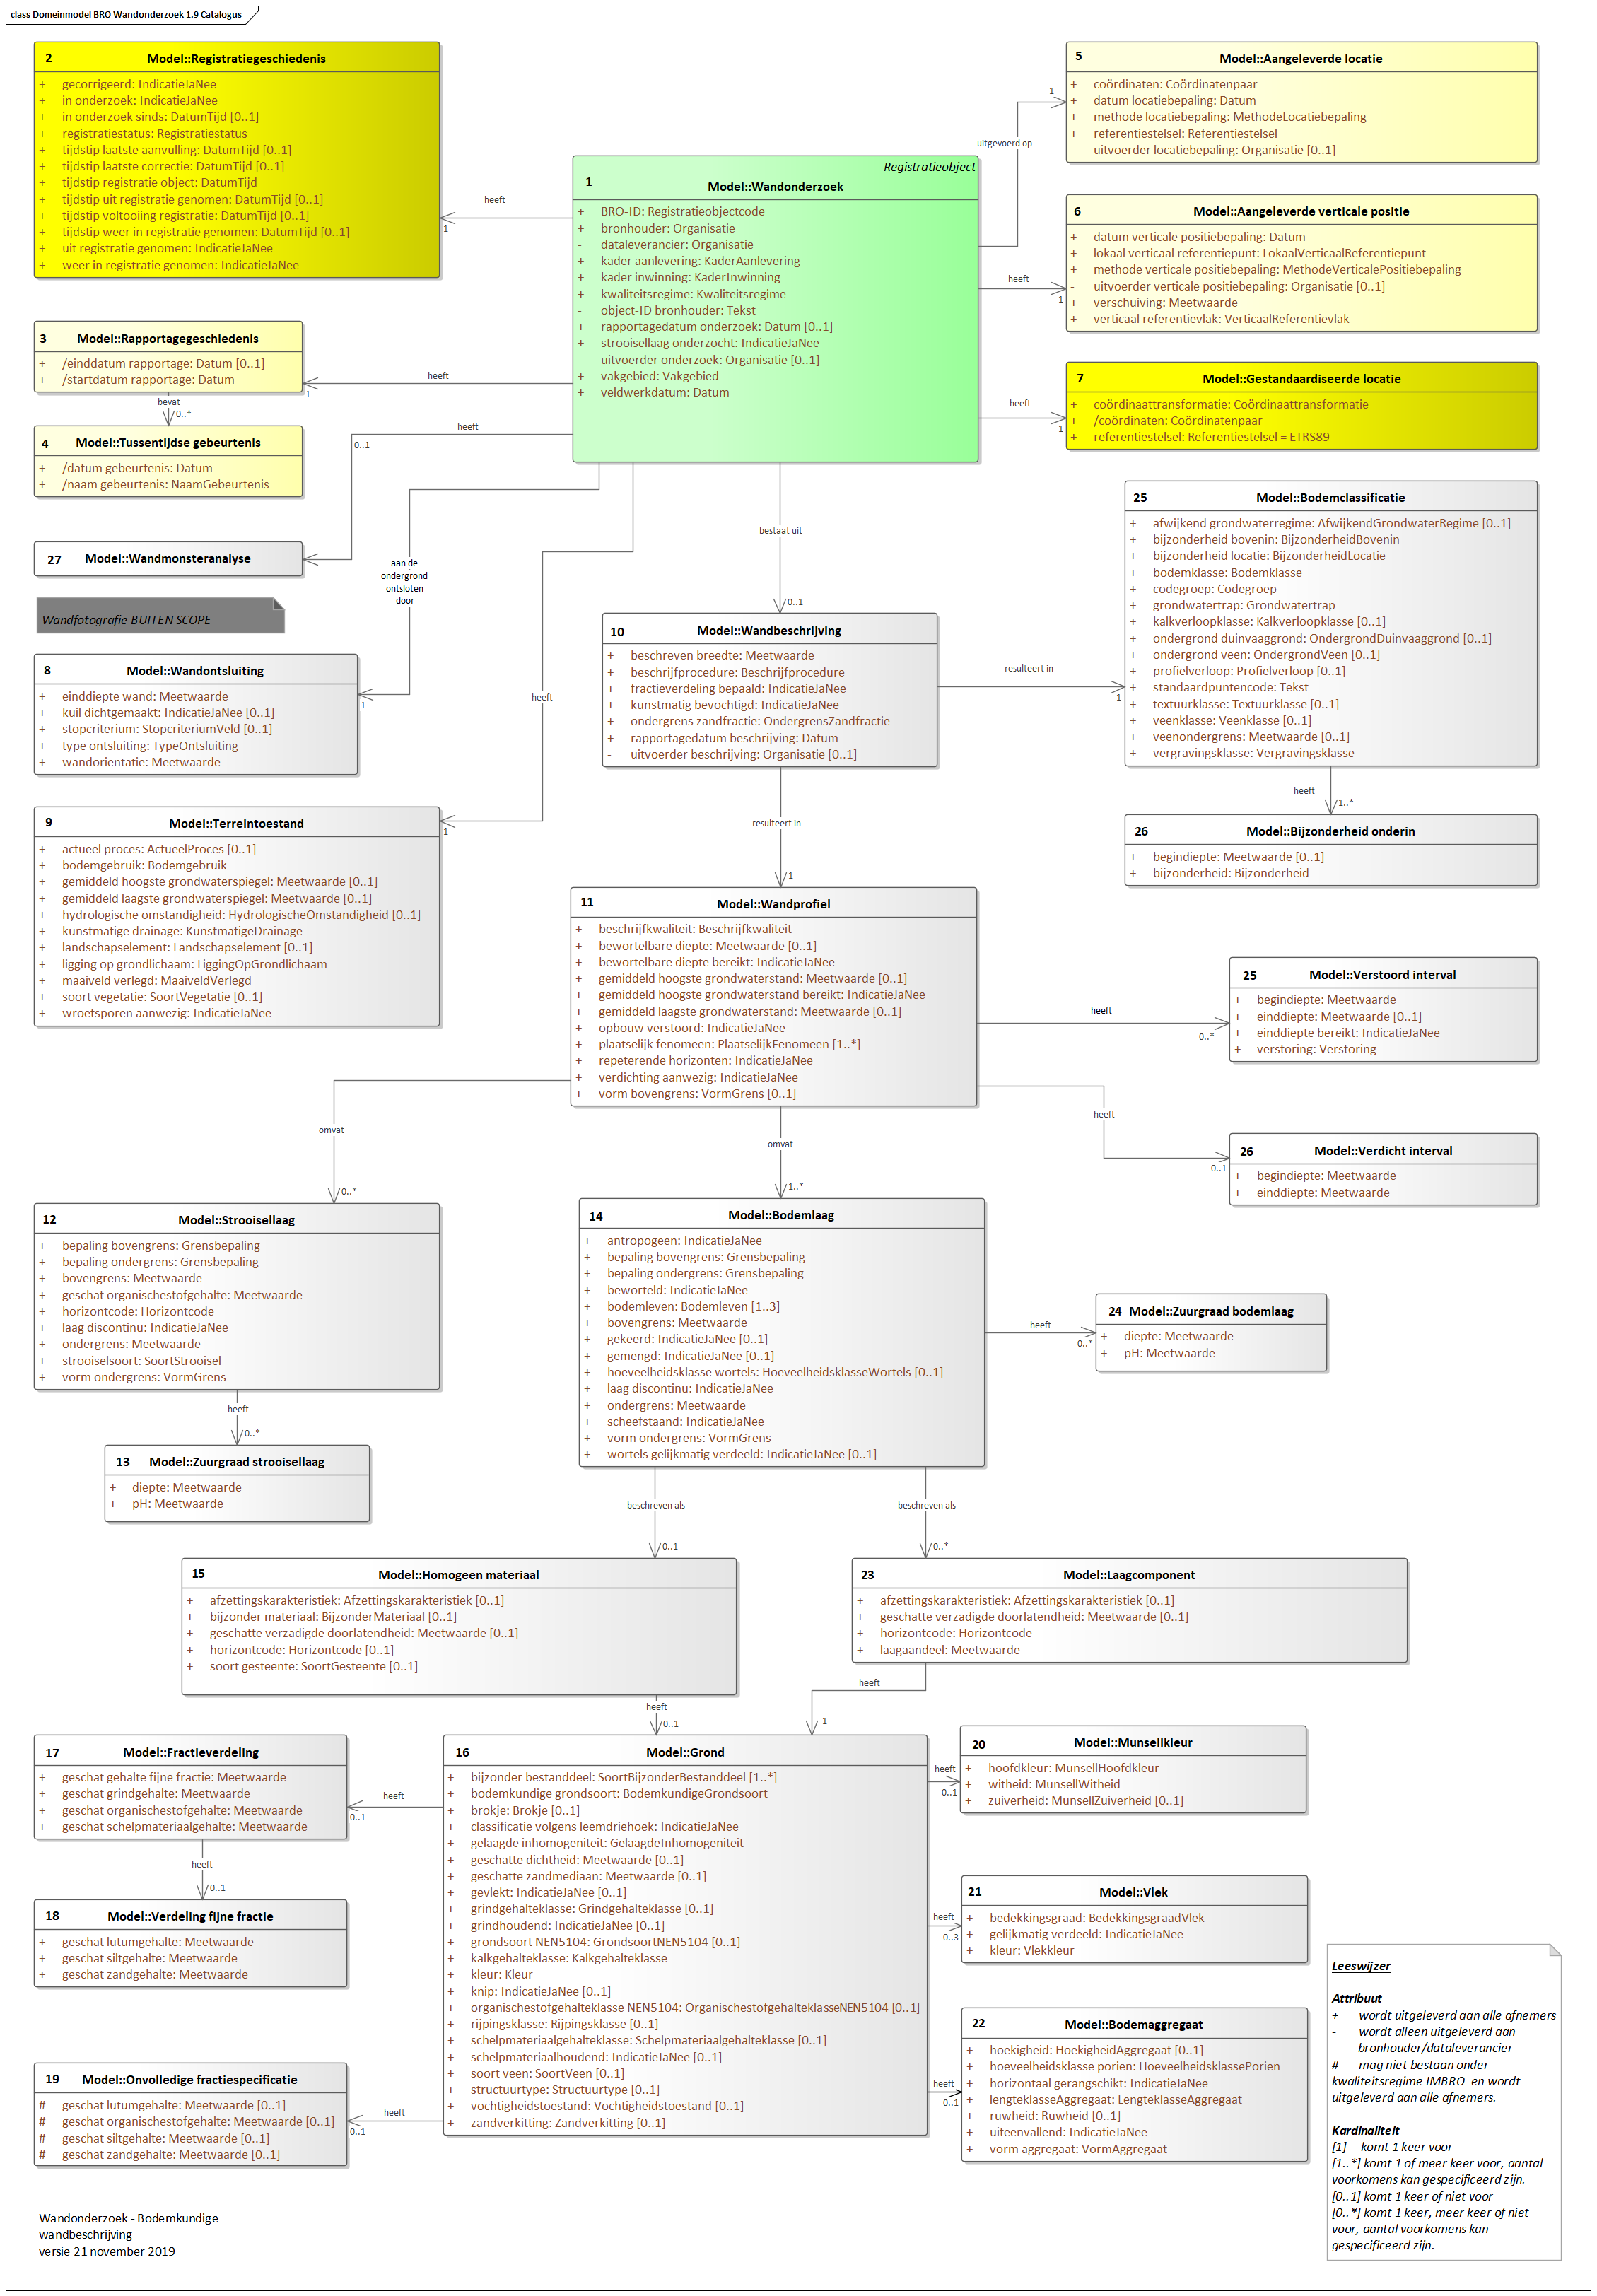 class Domeinmodel BRO Wandonderzoek 1.9 Catalogus
2 Model::Registratiegeschiedenis
+ gecorrigeerd: IndicatieJaNee
+ in onderzoek: IndicatieJaNee
+ in onderzoek sinds: DatumTijd [0..1]
+ registratiestatus: Registratiestatus
+ tijdstip laatste aanvulling: DatumTijd [0..1]
+ tijdstip laatste correctie: DatumTijd [0..1]
+ tijdstip registratie object: DatumTijd
+ tijdstip uit registratie genomen: DatumTijd [0..1]
+ tijdstip voltooiing registratie: DatumTijd [0..1]
+ tijdstip weer in registratie genomen: DatumTijd [0..1]
+ uit registratie genomen: IndicatieJaNee
+ weer in registratie genomen: IndicatieJaNee
heeft
1
Registratieobject
1 Model::Wandonderzoek
+ BRO-ID: Registratieobjectcode
+ bronhouder: Organisatie
- dataleverancier: Organisatie
+ kader aanlevering: KaderAanlevering
+ kader inwinning: KaderInwinning
+ kwaliteitsregime: Kwaliteitsregime
- object-ID bronhouder: Tekst
+ rapportagedatum onderzoek: Datum [0..1]
+ strooisellaag onderzocht: IndicatieJaNee
- uitvoerder onderzoek: Organisatie [0..1]
+ vakgebied: Vakgebied
+ veldwerkdatum: Datum
uitgevoerd op
1
5 Model::Aangeleverde locatie
+ coördinaten: Coördinatenpaar
+ datum locatiebepaling: Datum
+ methode locatiebepaling: MethodeLocatiebepaling
+ referentiestelsel: Referentiestelsel
- uitvoerder locatiebepaling: Organisatie [0..1]
heeft
1
6 Model::Aangeleverde verticale positie
+ datum verticale positiebepaling: Datum
+ lokaal verticaal referentiepunt: LokaalVerticaalReferentiepunt
+ methode verticale positiebepaling: MethodeVerticalePositiebepaling
- uitvoerder verticale positiebepaling: Organisatie [0..1]
+ verschuiving: Meetwaarde
+ verticaal referentievlak: VerticaalReferentievlak
heeft
1
7 Model::Gestandaardiseerde locatie
+ coördinaattransformatie: Coördinaattransformatie
+ /coördinaten: Coördinatenpaar
+ referentiestelsel: Referentiestelsel = ETRS89
3 Model::Rapportagegeschiedenis
+ /einddatum rapportage: Datum [0..1]
+ /startdatum rapportage: Datum
heeft
1
bevat
0..*
4 Model::Tussentijdse gebeurtenis
+ /datum gebeurtenis: Datum
+ /naam gebeurtenis: NaamGebeurtenis
heeft
0..1
27 Model::Wandmonsteranalyse
Wandfotografie BUITEN SCOPE
aan de
ondergrond
ontsloten
door
1
8 Model::Wandontsluiting
+ einddiepte wand: Meetwaarde
+ kuil dichtgemaakt: IndicatieJaNee [0..1]
+ stopcriterium: StopcriteriumVeld [0..1]
+ type ontsluiting: TypeOntsluiting
+ wandorientatie: Meetwaarde
heeft
1
9 Model::Terreintoestand
+ actueel proces: ActueelProces [0..1]
+ bodemgebruik: Bodemgebruik
+ gemiddeld hoogste grondwaterspiegel: Meetwaarde [0..1]
+ gemiddeld laagste grondwaterspiegel: Meetwaarde [0..1]
+ hydrologische omstandigheid: HydrologischeOmstandigheid [0..1]
+ kunstmatige drainage: KunstmatigeDrainage
+ landschapselement: Landschapselement [0..1]
+ ligging op grondlichaam: LiggingOpGrondlichaam
+ maaiveld verlegd: MaaiveldVerlegd
+ soort vegetatie: SoortVegetatie [0..1]
+ wroetsporen aanwezig: IndicatieJaNee
bestaat uit
0..1
10 Model::Wandbeschrijving
+ beschreven breedte: Meetwaarde
+ beschrijfprocedure: Beschrijfprocedure
+ fractieverdeling bepaald: IndicatieJaNee
+ kunstmatig bevochtigd: IndicatieJaNee
+ ondergrens zandfractie: OndergrensZandfractie
+ rapportagedatum beschrijving: Datum
- uitvoerder beschrijving: Organisatie [0..1]
resulteert in
1
25 Model::Bodemclassificatie
+ afwijkend grondwaterregime: AfwijkendGrondwaterRegime [0..1]
+ bijzonderheid bovenin: BijzonderheidBovenin
+ bijzonderheid locatie: BijzonderheidLocatie
+ bodemklasse: Bodemklasse
+ codegroep: Codegroep
+ grondwatertrap: Grondwatertrap
+ kalkverloopklasse: Kalkverloopklasse [0..1]
+ ondergrond duinvaaggrond: OndergrondDuinvaaggrond [0..1]
+ ondergrond veen: OndergrondVeen [0..1]
+ profielverloop: Profielverloop [0..1]
+ standaardpuntencode: Tekst
+ textuurklasse: Textuurklasse [0..1]
+ veenklasse: Veenklasse [0..1]
+ veenondergrens: Meetwaarde [0..1]
+ vergravingsklasse: Vergravingsklasse
heeft
1..*
26 Model::Bijzonderheid onderin
+ begindiepte: Meetwaarde [0..1]
+ bijzonderheid: Bijzonderheid
resulteert in
1
11 Model::Wandprofiel
+ beschrijfkwaliteit: Beschrijfkwaliteit
+ bewortelbare diepte: Meetwaarde [0..1]
+ bewortelbare diepte bereikt: IndicatieJaNee
+ gemiddeld hoogste grondwaterstand: Meetwaarde [0..1]
+ gemiddeld hoogste grondwaterstand bereikt: IndicatieJaNee
+ gemiddeld laagste grondwaterstand: Meetwaarde [0..1]
+ opbouw verstoord: IndicatieJaNee
+ plaatselijk fenomeen: PlaatselijkFenomeen [1..*]
+ repeterende horizonten: IndicatieJaNee
+ verdichting aanwezig: IndicatieJaNee
+ vorm bovengrens: VormGrens [0..1]
heeft
0..*
25 Model::Verstoord interval
+ begindiepte: Meetwaarde
+ einddiepte: Meetwaarde [0..1]
+ einddiepte bereikt: IndicatieJaNee
+ verstoring: Verstoring
heeft
0..1
26 Model::Verdicht interval
+ begindiepte: Meetwaarde
+ einddiepte: Meetwaarde
omvat
0..*
12 Model::Strooisellaag
+ bepaling bovengrens: Grensbepaling
+ bepaling ondergrens: Grensbepaling
+ bovengrens: Meetwaarde
+ geschat organischestofgehalte: Meetwaarde
+ horizontcode: Horizontcode
+ laag discontinu: IndicatieJaNee
+ ondergrens: Meetwaarde
+ strooiselsoort: SoortStrooisel
+ vorm ondergrens: VormGrens
heeft
0..*
13 Model::Zuurgraad strooisellaag
+ diepte: Meetwaarde
+ pH: Meetwaarde
omvat
1..*
14 Model::Bodemlaag
+ antropogeen: IndicatieJaNee
+ bepaling bovengrens: Grensbepaling
+ bepaling ondergrens: Grensbepaling
+ beworteld: IndicatieJaNee
+ bodemleven: Bodemleven [1..3]
+ bovengrens: Meetwaarde
+ gekeerd: IndicatieJaNee [0..1]
+ gemengd: IndicatieJaNee [0..1]
+ hoeveelheidsklasse wortels: HoeveelheidsklasseWortels [0..1]
+ laag discontinu: IndicatieJaNee
+ ondergrens: Meetwaarde
+ scheefstaand: IndicatieJaNee
+ vorm ondergrens: VormGrens
+ wortels gelijkmatig verdeeld: IndicatieJaNee [0..1]
heeft
0..*
24 Model::Zuurgraad bodemlaag
+ diepte: Meetwaarde
+ pH: Meetwaarde
beschreven als
0..1
beschreven als
0..*
15 Model::Homogeen materiaal
+ afzettingskarakteristiek: Afzettingskarakteristiek [0..1]
+ bijzonder materiaal: BijzonderMateriaal [0..1]
+ geschatte verzadigde doorlatendheid: Meetwaarde [0..1]
+ horizontcode: Horizontcode [0..1]
+ soort gesteente: SoortGesteente [0..1]
heeft
0..1
23 Model::Laagcomponent
+ afzettingskarakteristiek: Afzettingskarakteristiek [0..1]
+ geschatte verzadigde doorlatendheid: Meetwaarde [0..1]
+ horizontcode: Horizontcode
+ laagaandeel: Meetwaarde
heeft
1
17 Model::Fractieverdeling
+ geschat gehalte fijne fractie: Meetwaarde
+ geschat grindgehalte: Meetwaarde
+ geschat organischestofgehalte: Meetwaarde
+ geschat schelpmateriaalgehalte: Meetwaarde
heeft
0..1
heeft
0..1
18 Model::Verdeling fijne fractie
+ geschat lutumgehalte: Meetwaarde
+ geschat siltgehalte: Meetwaarde
+ geschat zandgehalte: Meetwaarde
19 Model::Onvolledige fractiespecificatie
# geschat lutumgehalte: Meetwaarde [0..1]
# geschat organischestofgehalte: Meetwaarde [0..1]
# geschat siltgehalte: Meetwaarde [0..1]
# geschat zandgehalte: Meetwaarde [0..1]
heeft
0..1
16 Model::Grond
+ bijzonder bestanddeel: SoortBijzonderBestanddeel [1..*]
+ bodemkundige grondsoort: BodemkundigeGrondsoort
+ brokje: Brokje [0..1]
+ classificatie volgens leemdriehoek: IndicatieJaNee
+ gelaagde inhomogeniteit: GelaagdeInhomogeniteit
+ geschatte dichtheid: Meetwaarde [0..1]
+ geschatte zandmediaan: Meetwaarde [0..1]
+ gevlekt: IndicatieJaNee [0..1]
+ grindgehalteklasse: Grindgehalteklasse [0..1]
+ grindhoudend: IndicatieJaNee [0..1]
+ grondsoort NEN5104: GrondsoortNEN5104 [0..1]
+ kalkgehalteklasse: Kalkgehalteklasse
+ kleur: Kleur
+ knip: IndicatieJaNee [0..1]
+ organischestofgehalteklasse NEN5104: OrganischestofgehalteklasseNEN5104 [0..1]
+ rijpingsklasse: Rijpingsklasse [0..1]
+ schelpmateriaalgehalteklasse: Schelpmateriaalgehalteklasse [0..1]
+ schelpmateriaalhoudend: IndicatieJaNee [0..1]
+ soort veen: SoortVeen [0..1]
+ structuurtype: Structuurtype [0..1]
+ vochtigheidstoestand: Vochtigheidstoestand [0..1]
+ zandverkitting: Zandverkitting [0..1]
heeft
0..1
20 Model::Munsellkleur
+ hoofdkleur: MunsellHoofdkleur
+ witheid: MunsellWitheid
+ zuiverheid: MunsellZuiverheid [0..1]
heeft
0..3
21 Model::Vlek
+ bedekkingsgraad: BedekkingsgraadVlek
+ gelijkmatig verdeeld: IndicatieJaNee
+ kleur: Vlekkleur
heeft
0..1
22 Model::Bodemaggregaat
+ hoekigheid: HoekigheidAggregaat [0..1]
+ hoeveelheidsklasse porien: HoeveelheidsklassePorien
+ horizontaal gerangschikt: IndicatieJaNee
+ lengteklasseAggregaat: LengteklasseAggregaat
+ ruwheid: Ruwheid [0..1]
+ uiteenvallend: IndicatieJaNee
+ vorm aggregaat: VormAggregaat
Leeswijzer
Attribuut
+ wordt uitgeleverd aan alle afnemers
- wordt alleen uitgeleverd aan
bronhouder/dataleverancier
# mag niet bestaan onder
kwaliteitsregime IMBRO en wordt
uitgeleverd aan alle afnemers.
Kardinaliteit
[1] komt 1 keer voor
[1..*] komt 1 of meer keer voor, aantal
voorkomens kan gespecificeerd zijn.
[0..1] komt 1 keer of niet voor
[0..*] komt 1 keer, meer keer of niet
voor, aantal voorkomens kan
gespecificeerd zijn.
Wandonderzoek - Bodemkundige
wandbeschrijving
versie 21 november 2019